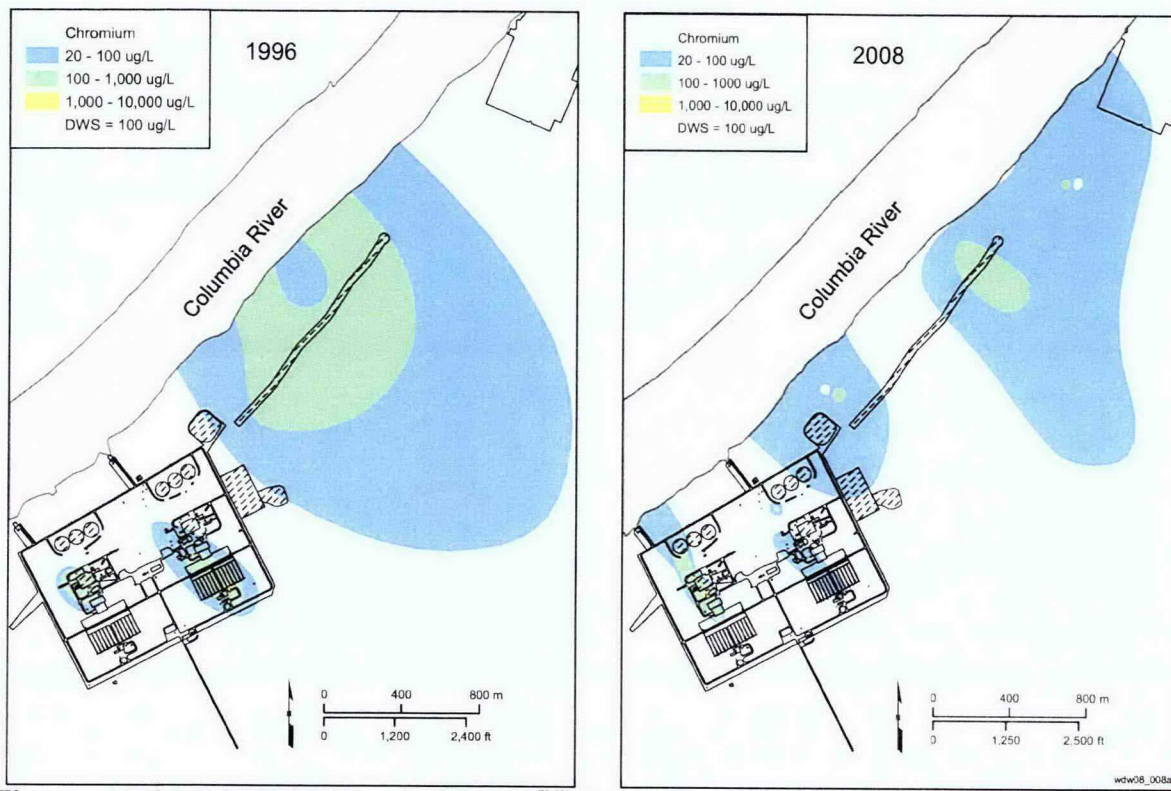 Chromium
20 - 100 ug/L
100 - 1,000 ug/L
1,000 - 10,000 ug/L
DWS = 100 ug/L
1996
Columbia River
0 400 800 m
0 1,200 2,400 ft
Chromium
20 - 100 ug/L
100 - 1000 ug/L
1,000 - 10,000 ug/L
DWS = 100 ug/L
2008
Columbia River
0 400 800 m
0 1,250 2,500 ft
wdw08_008a